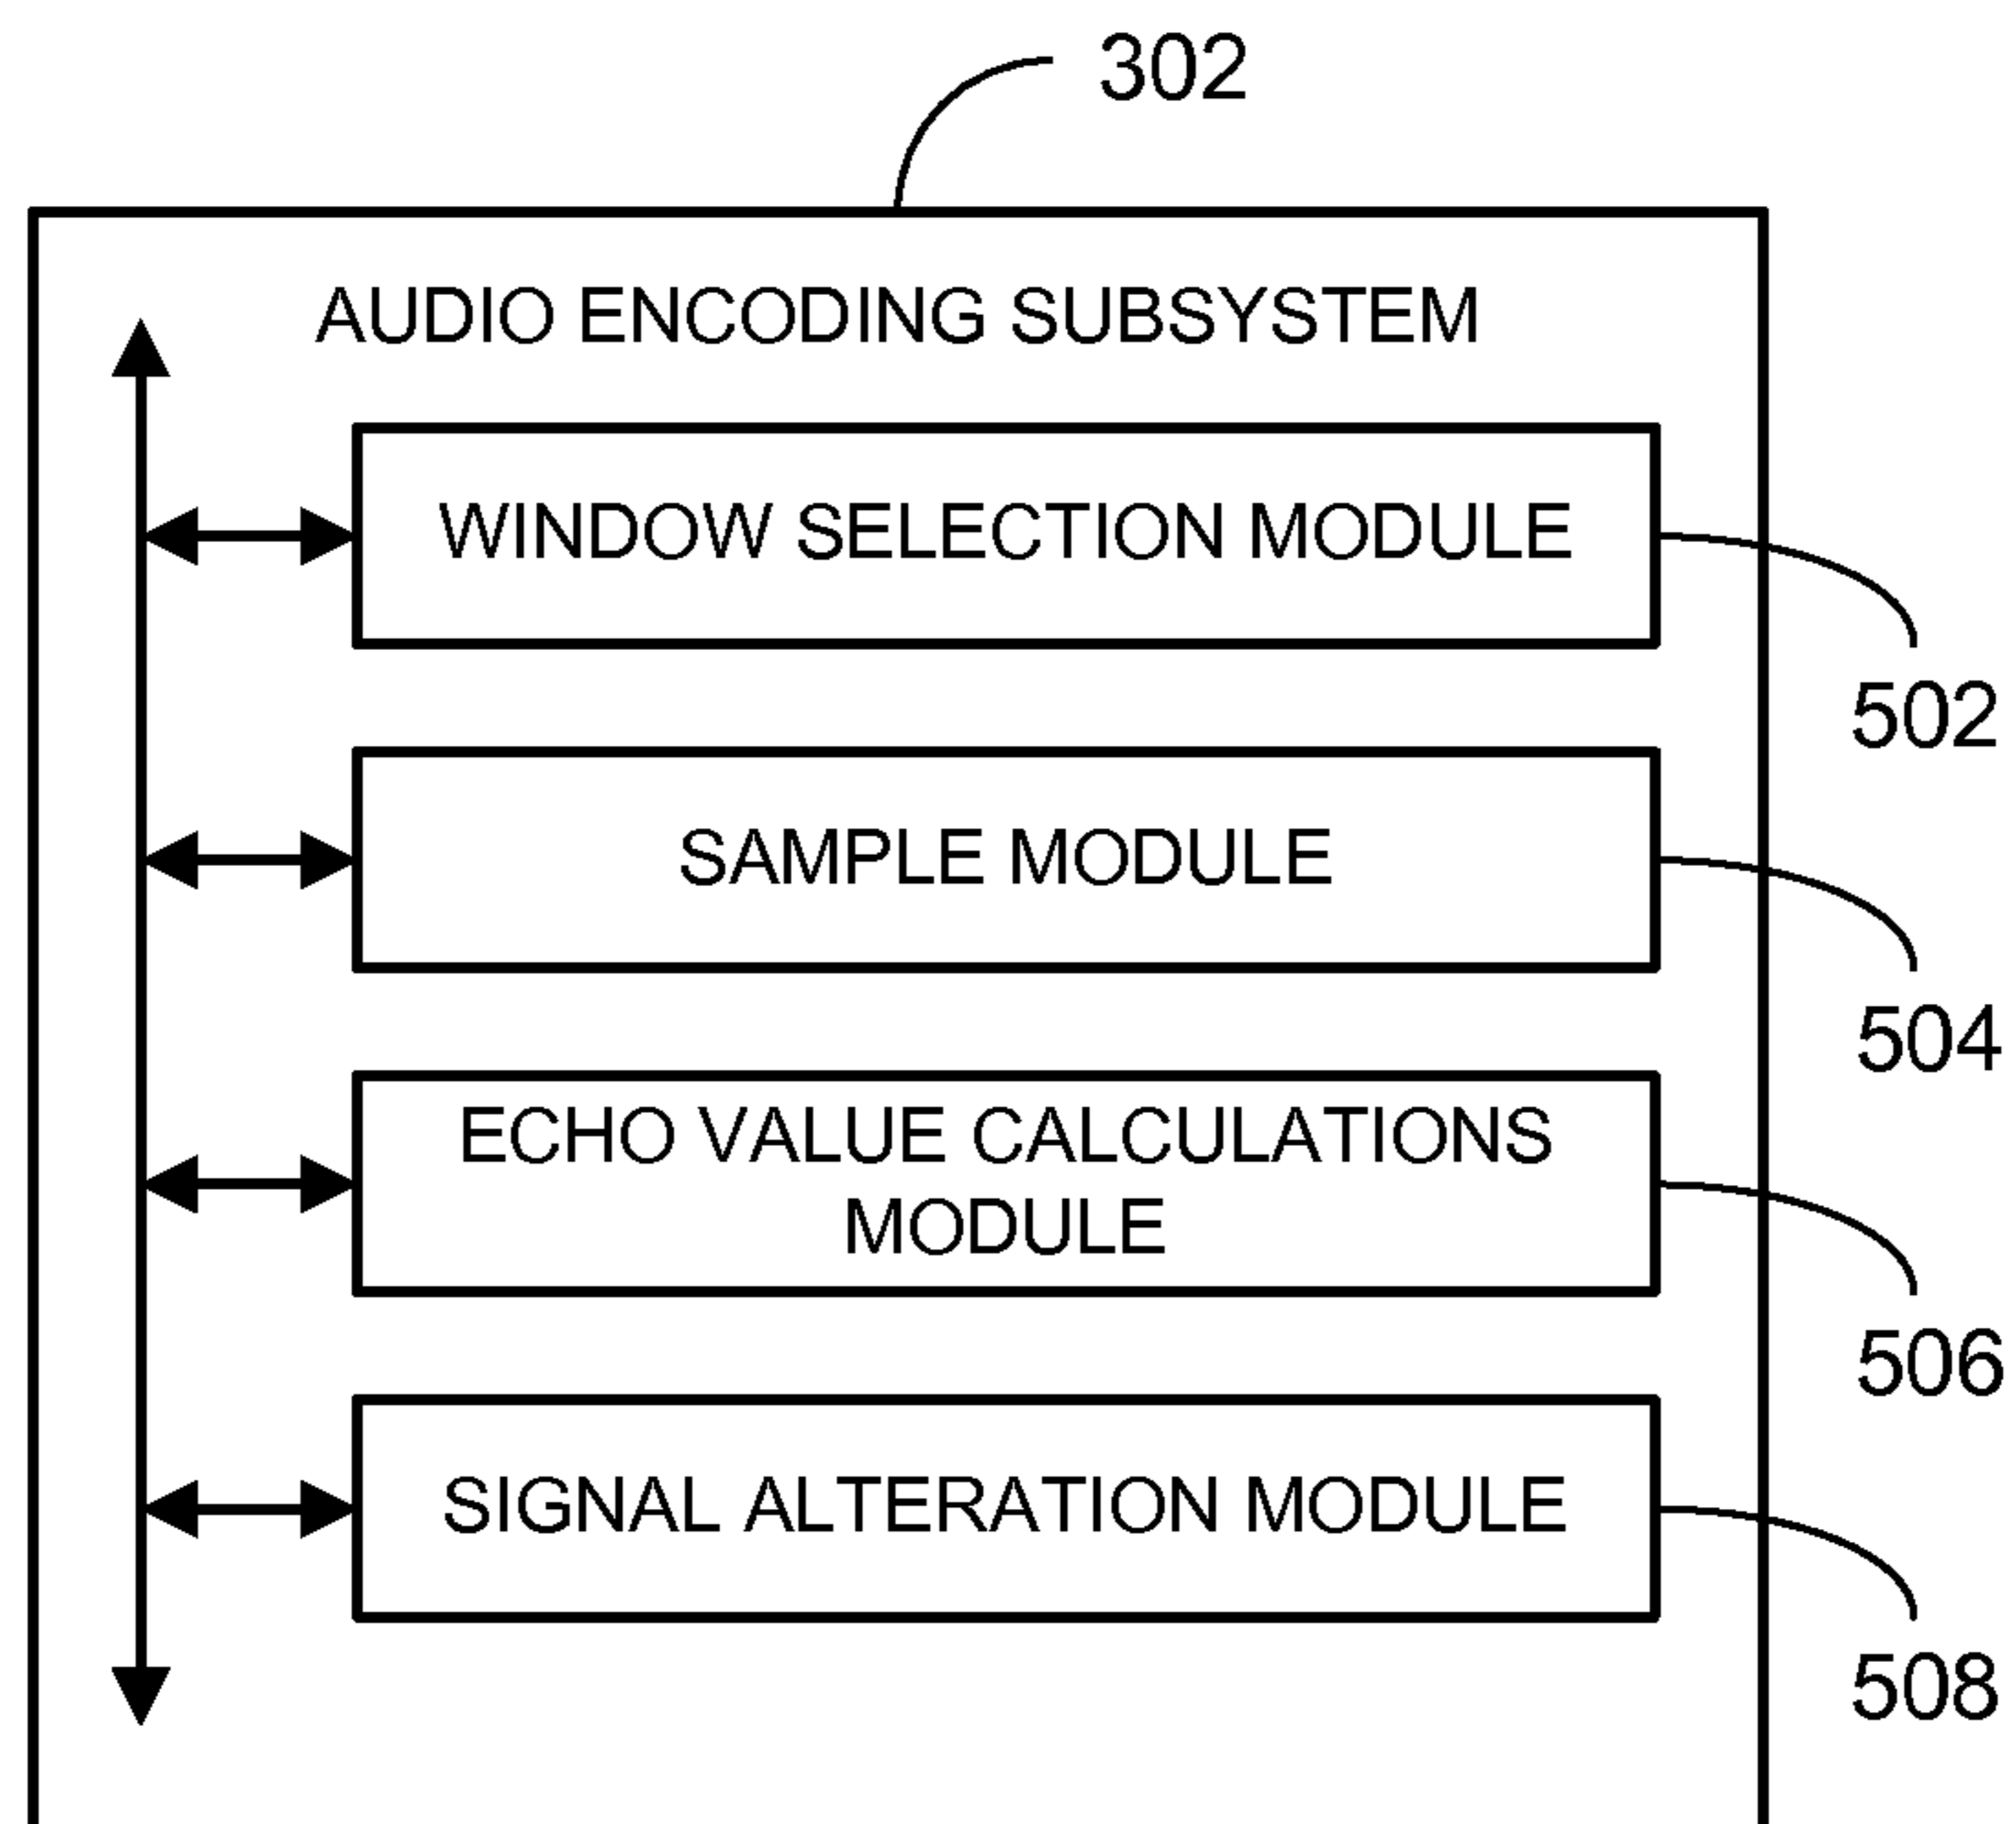 302
AUDIO ENCODING SUBSYSTEM
WINDOW SELECTION MODULE
502
SAMPLE MODULE
504
ECHO VALUE CALCULATIONS
MODULE
506
SIGNAL ALTERATION MODULE
508